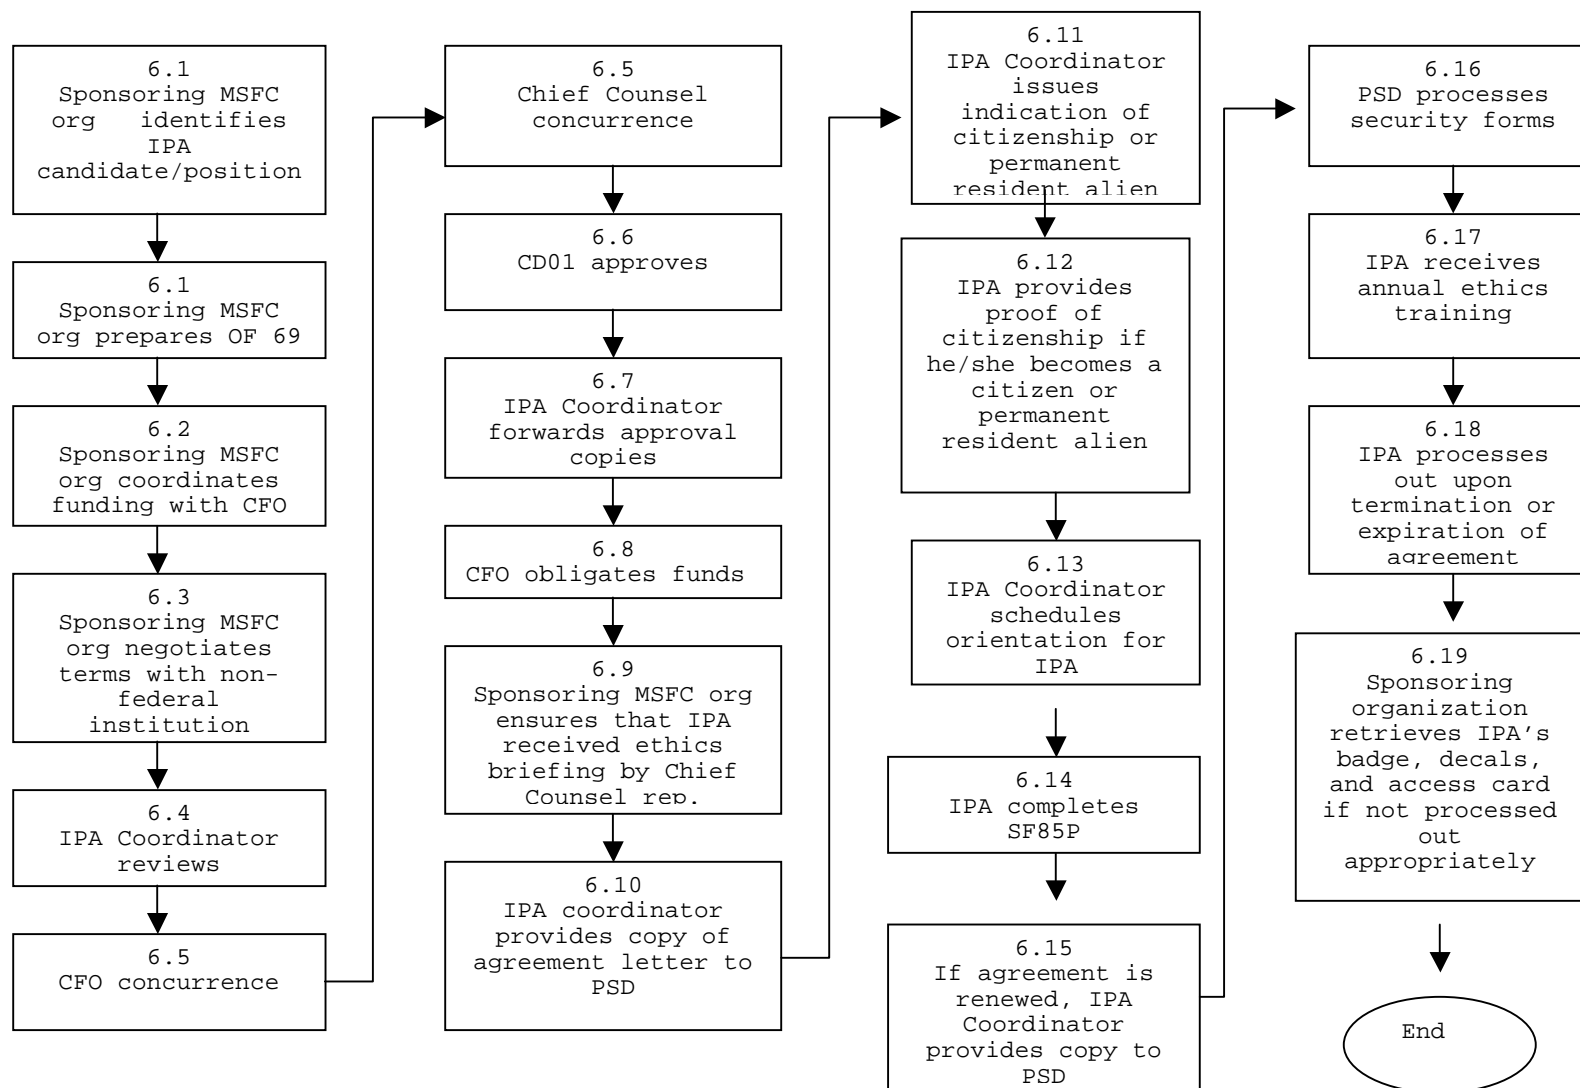 6.1
Sponsoring MSFC
org identifies
IPA
candidate/position
6.1
Sponsoring MSFC
org prepares OF 69
6.2
Sponsoring MSFC
org coordinates
funding with CFO
6.3
Sponsoring MSFC
org negotiates
terms with non-
federal
institution
6.4
IPA Coordinator
reviews
6.5
CFO concurrence
6.5
Chief Counsel
concurrence
6.6
CD01 approves
6.7
IPA Coordinator
forwards approval
copies
6.8
CFO obligates funds
6.9
Sponsoring MSFC org
ensures that IPA
received ethics
briefing by Chief
Counsel rep.
6.10
IPA coordinator
provides copy of
agreement letter to
PSD
6.11
IPA Coordinator
issues
indication of
citizenship or
permanent
resident alien
6.12
IPA provides
proof of
citizenship if
he/she becomes a
citizen or
permanent
resident alien
6.13
IPA Coordinator
schedules
orientation for
IPA
6.14
IPA completes
SF85P
6.15
If agreement is
renewed, IPA
Coordinator
provides copy to
PSD
6.16
PSD processes
security forms
6.17
IPA receives
annual ethics
training
6.18
IPA processes
out upon
termination or
expiration of
agreement
6.19
Sponsoring
organization
retrieves IPA's
badge, decals,
and access card
if not processed
out
appropriately
End